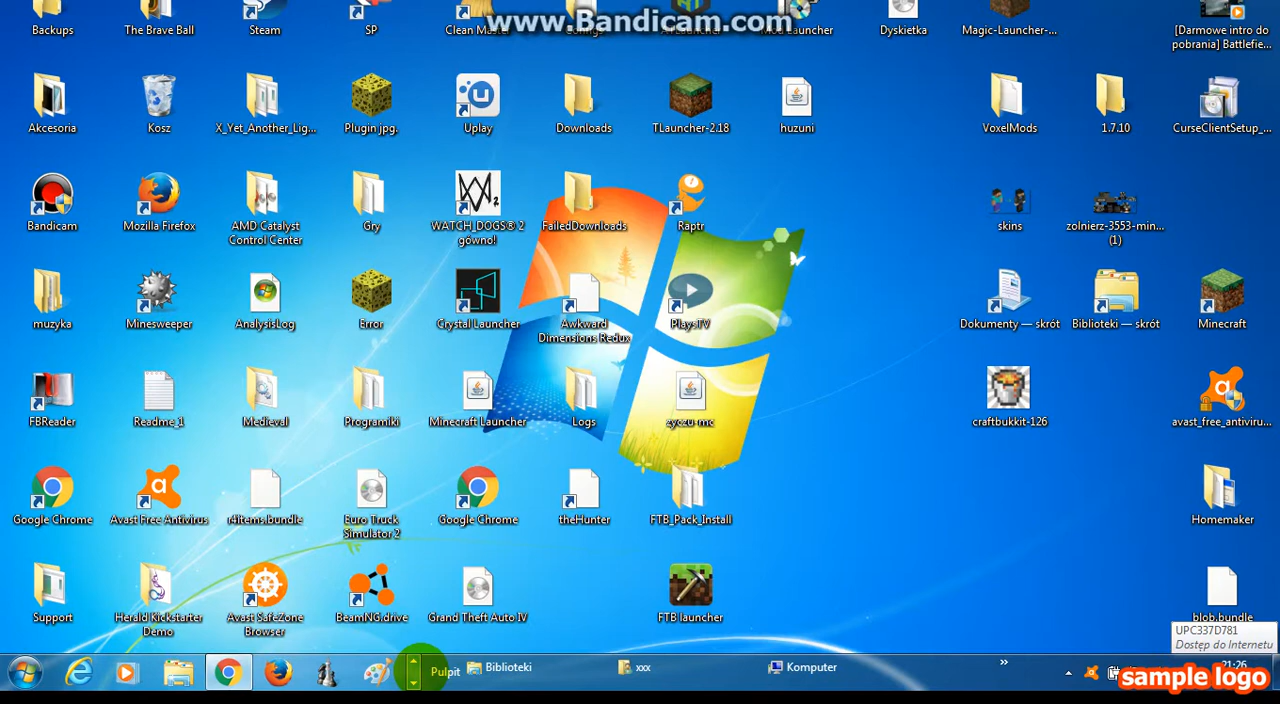 www.Bandicam.com
Backups
The Brave Ball
Steam
SP
Clean Master
Dyskietka
Magic-Launcher-...
[Darmowe intro do
pobrania] Battlefie...
Akcesoria
Kosz
X_Yet_Another_Lig...
Plugin jpg.
Uplay
Downloads
TLauncher-2.18
huzuni
VoxelMods
1.7.10
CurseClientSetup_...
Bandicam
Mozilla Firefox
AMD Catalyst
Control Center
Gry
WATCH_DOGS® 2
gówno!
FailedDownloads
Raptr
skins
zolnierz-3553-min...
(1)
muzyka
Minesweeper
AnalysisLog
Error
Crystal Launcher
Awkward
Dimensions Redux
Plays.TV
Dokumenty — skrót
Biblioteki — skrót
Minecraft
FBReader
Readme_1
Medieval
Programiki
Minecraft Launcher
Logs
zyczu-mc
craftbukkit-126
avast_free_antiviru...
Google Chrome
Avast Free Antivirus
r4items.bundle
Euro Truck
Simulator 2
Google Chrome
theHunter
FTB_Pack_Install
Homemaker
Support
Herald Kickstarter
Demo
Avast SafeZone
Browser
BeamNG.drive
Grand Theft Auto IV
FTB launcher
blob.bundle
UPC337D781
Dostęp do Internetu
Pulpit
Biblioteki
xxx
Komputer
»
21:26
sample logo